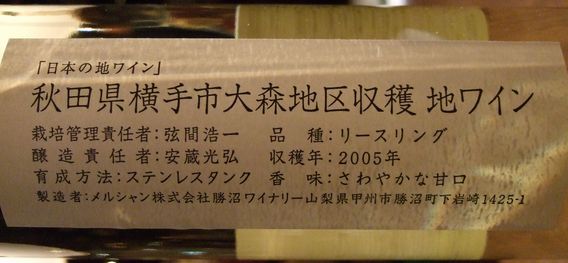 「日本の地ワイン」
秋田県横手市大森地区収穫 地ワイン
栽培管理責任者:弦間浩一 品種:リースリング
醸造責任者:安蔵光弘 収穫年:2005年
育成方法:ステンレスタンク 香味:さわやかな甘口
製造者:メルシャン株式会社勝沼ワイナリー山梨県甲州市勝沼町下岩崎1425-1